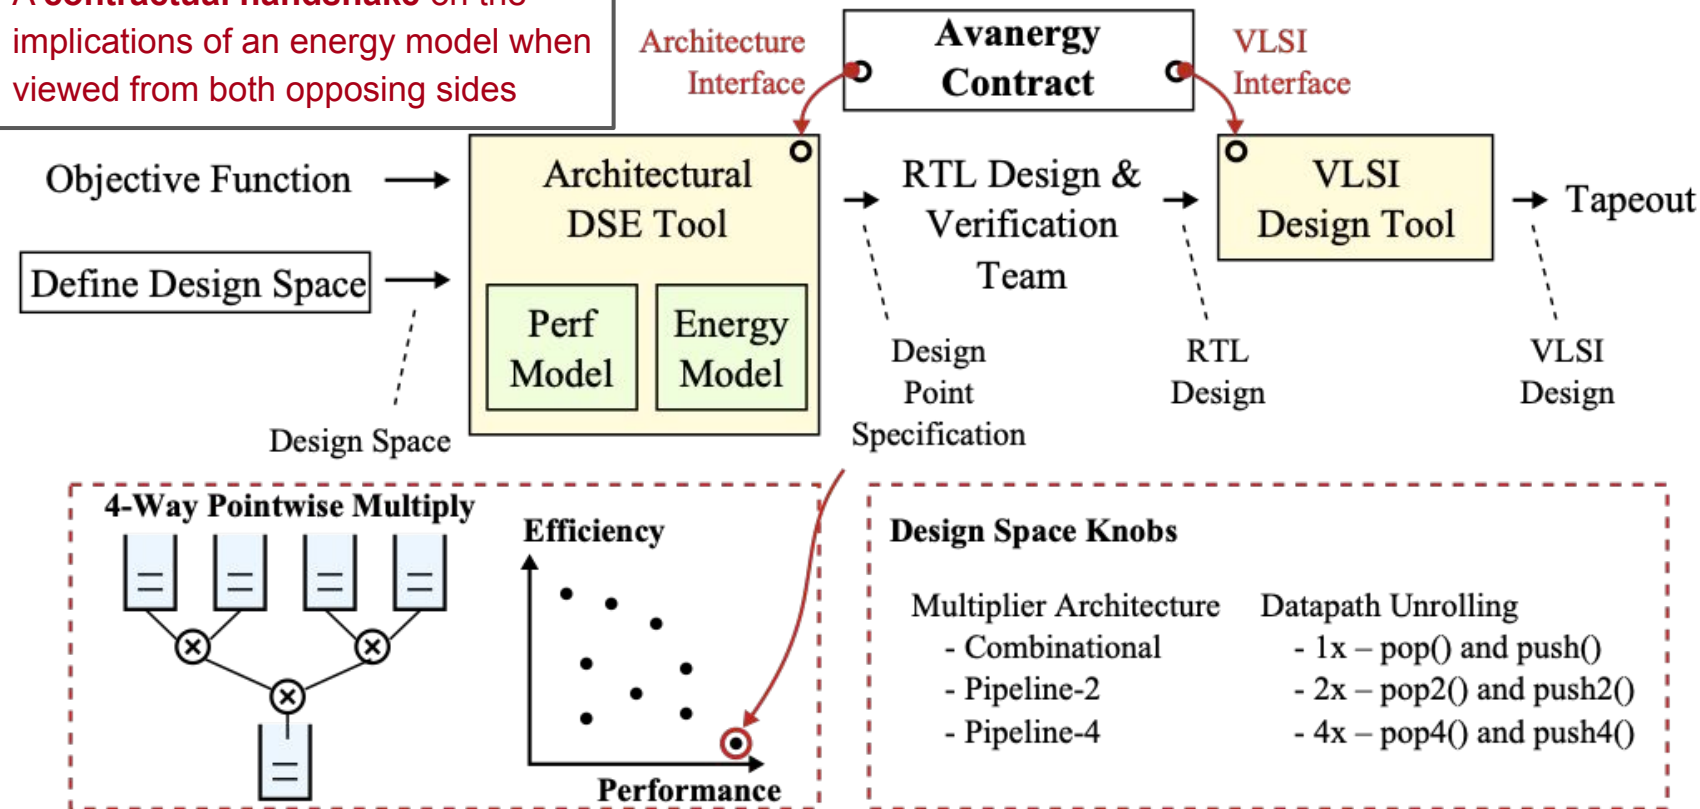 A contractual handshake on the
implications of an energy model when
viewed from both opposing sides
Architecture
Interface
Avanergy
Contract
VLSI
Interface
Objective Function
Define Design Space
Architectural
DSE Tool
Perf
Model
Energy
Model
RTL Design &
Verification
Team
VLSI
Design Tool
Tapeout
Design Space
Design
Point
Specification
RTL
Design
VLSI
Design
4-Way Pointwise Multiply
Efficiency
Performance
Design Space Knobs
Multiplier Architecture
- Combinational
- Pipeline-2
- Pipeline-4
Datapath Unrolling
- 1x – pop() and push()
- 2x – pop2() and push2()
- 4x – pop4() and push4()